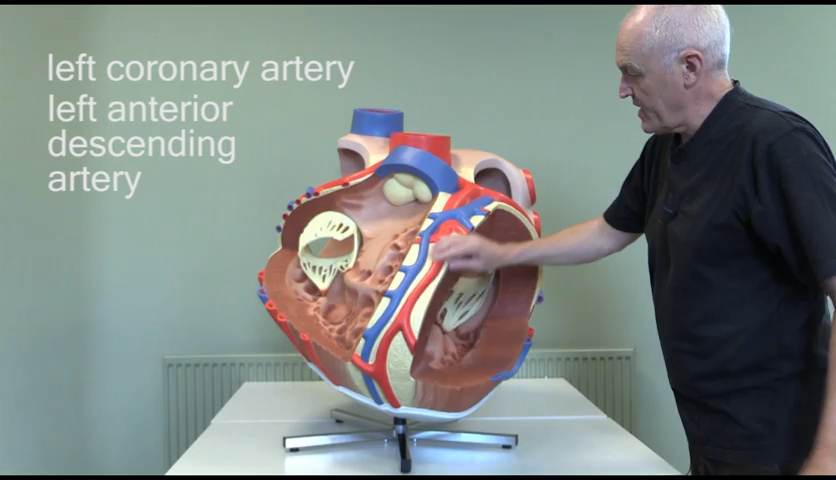 left coronary artery
left anterior
descending
artery